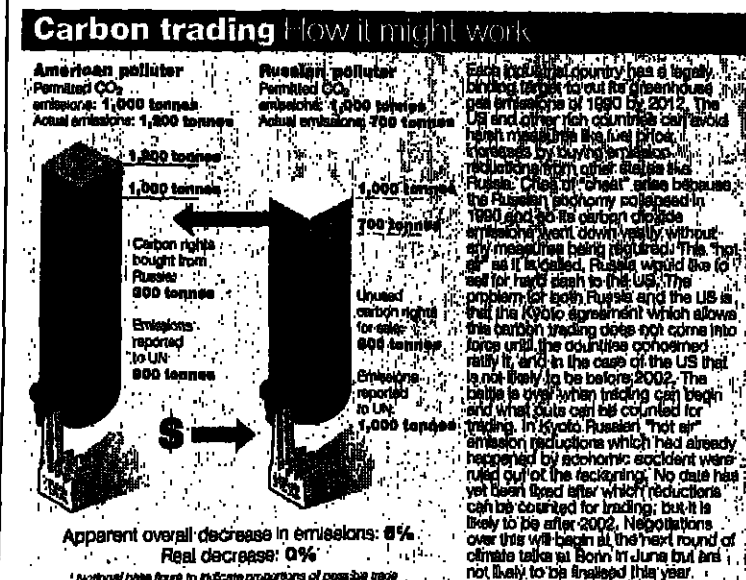 Carbon trading How it might work
American polluter
Permitted CO₂
emissions: 1,000 tonnes
Actual emissions: 1,200 tonnes
1,200 tonnes
1,000 tonnes
Carbon rights
bought from
Russia:
300 tonnes
Emissions
reported
to UN
900 tonnes
Russian polluter
Permitted CO₂
emissions: 1,000 tonnes
Actual emissions: 700 tonnes
1,000 tonnes
700 tonnes
Unused
carbon rights
for sale:
Emissions
reported
to UN:
1,000 tonnes
$
Apparent overall decrease in emissions:
Real decrease: 0%
* Notional base figure to indicate proportions of possible trade
Each industrial country has a legally
binding target to cut its greenhouse
gas emissions of 1990 by 2012. The
US and other rich countries can avoid
harsh measures like fuel price
increases by buying emission
reductions from other states like
Russia. Cries of "cheat" arise because
the Russian economy collapsed in
1990 and so its carbon dioxide
emissions went down vastly without
any measures being required. This "hot
air" as it is called, Russia would like to
sell for hard cash to the US. The
problem for both Russia and the US is
that the Kyoto agreement which allows
this carbon trading does not come into
force until the countries concerned
ratify it, and in the case of the US that
is not likely to be before 2002. The
battle is over when trading can begin
and what cuts can be counted for
trading. In Kyoto Russian "hot air"
emission reductions which had already
happened by economic accident were
ruled out of the reckoning. No date has
yet been fixed after which reductions
can be counted for trading; but it is
likely to be after 2002. Negotiations
over this will begin at the next round of
climate talks at Bonn in June but are
not likely to be finalised this year.